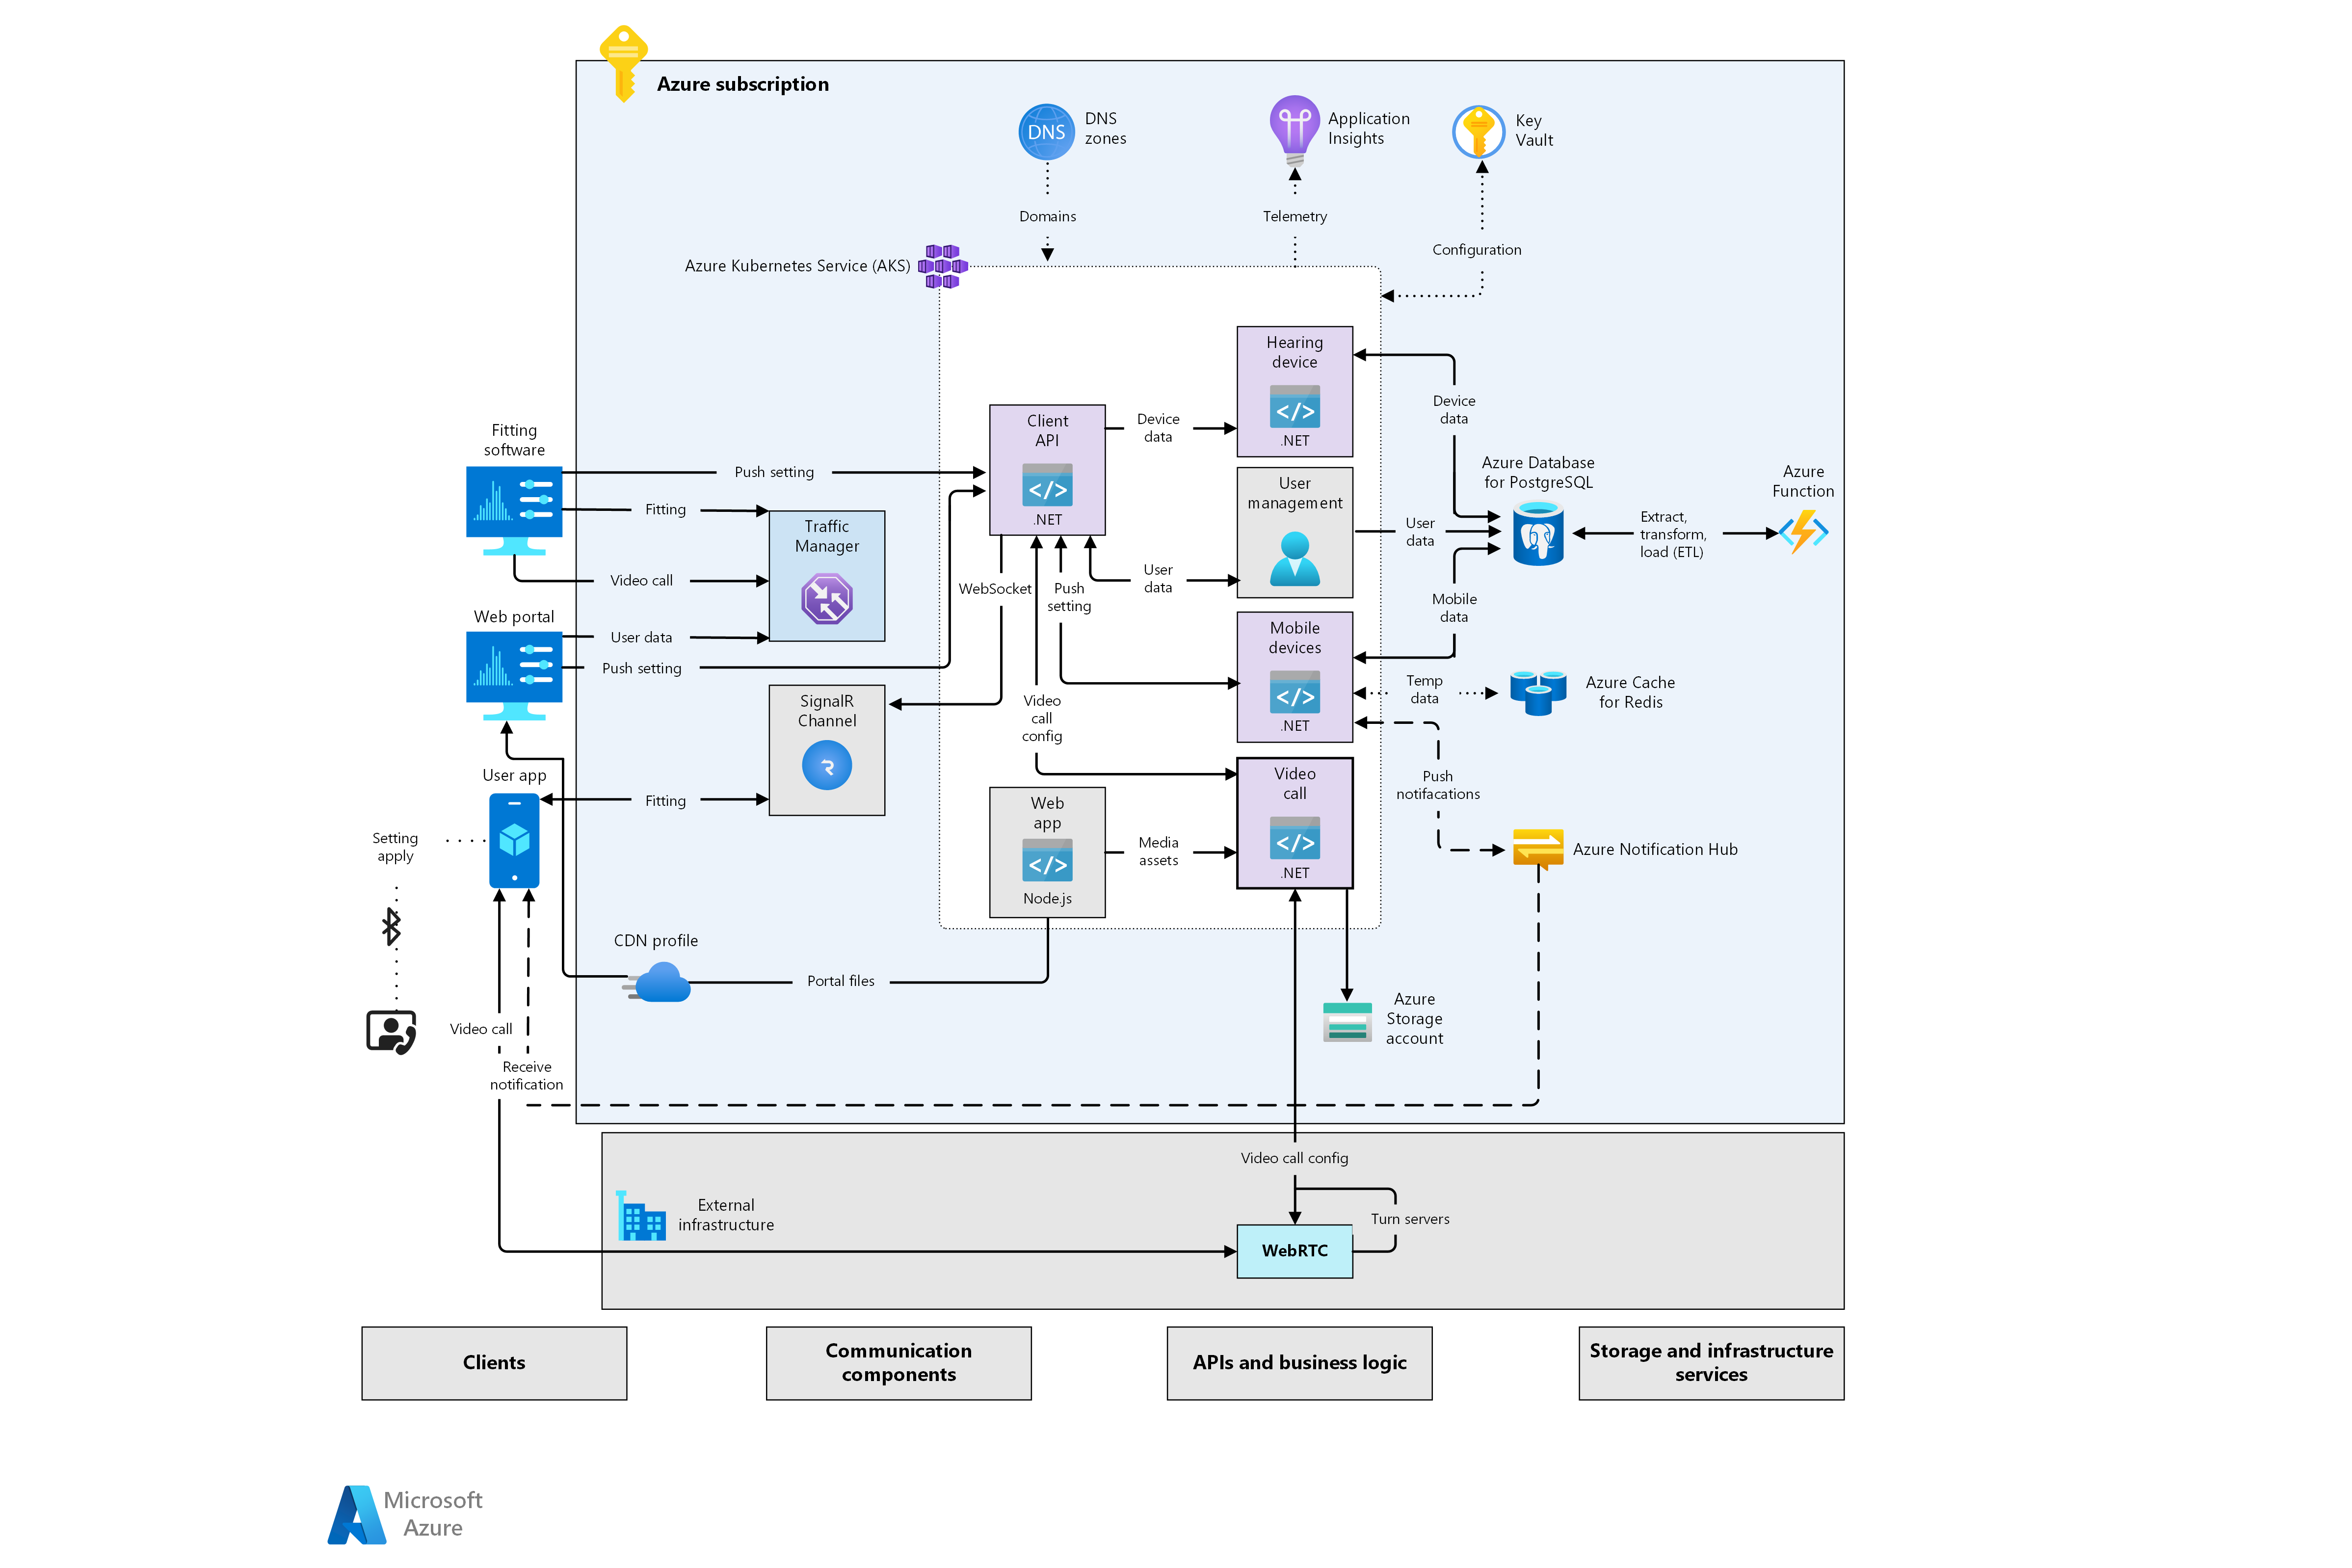 Azure subscription
DNS
DNS
zones
Application
Insights
Key
Vault
Domains
Telemetry
Configuration
Azure Kubernetes Service (AKS)
Hearing
device
</>
.NET
Client
API
</>
.NET
Device
data
Device
data
Fitting
software
Push setting
Fitting
Traffic
Manager
Video call
User
management
User
data
Azure Database
for PostgreSQL
Extract,
transform,
load (ETL)
Azure
Function
WebSocket
Push
setting
User
data
Mobile
data
Web portal
User data
Push setting
Mobile
devices
</>
.NET
Temp
data
Azure Cache
for Redis
SignalR
Channel
Video
call
config
User app
Fitting
Web
app
</>
Node.js
Media
assets
Video
call
</>
.NET
Push
notifacations
Azure Notification Hub
Setting
apply
CDN profile
Portal files
Azure
Storage
account
Video call
Receive
notification
Video call config
External
infrastructure
Turn servers
WebRTC
Clients
Communication
components
APIs and business logic
Storage and infrastructure
services
Microsoft
Azure